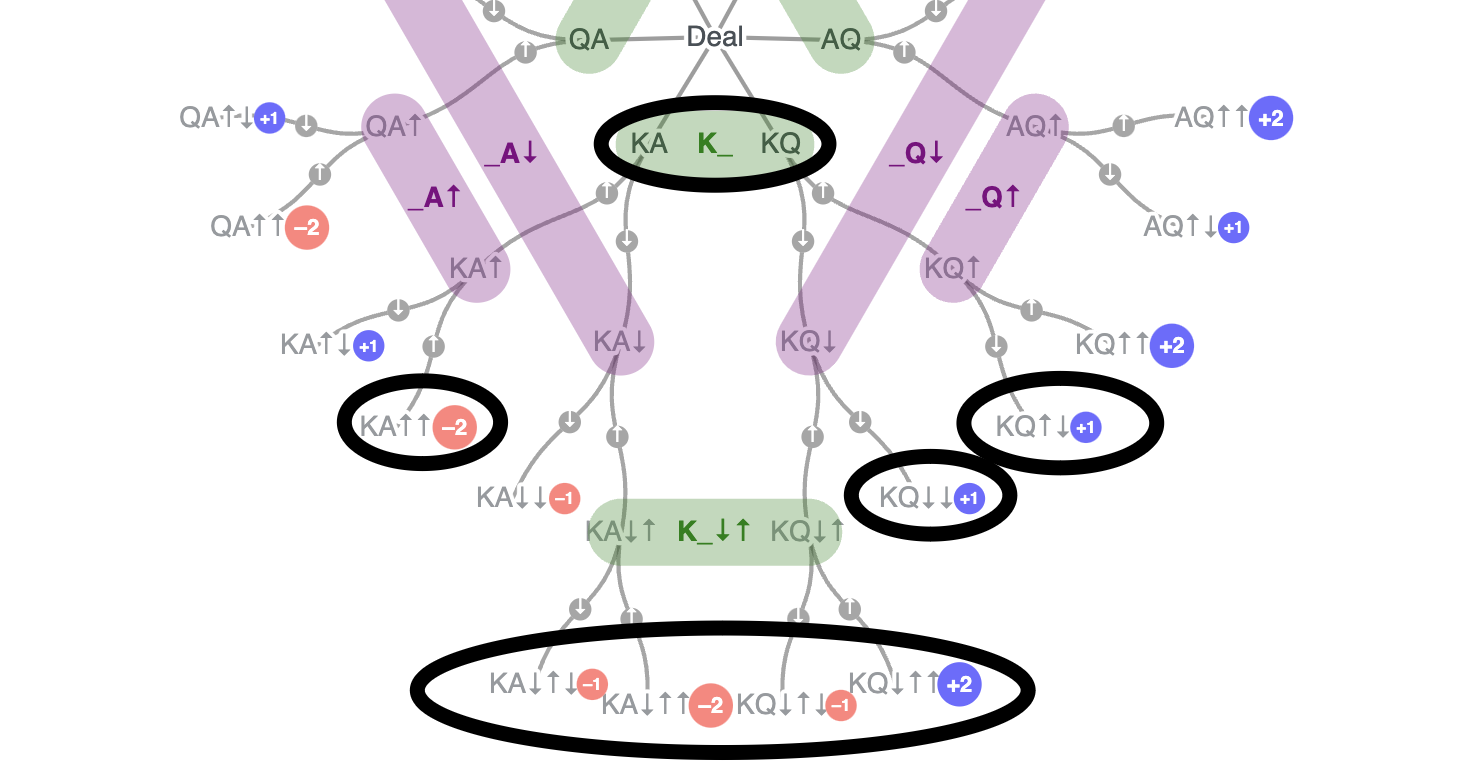 QA Deal AQ
QA↑↓ +1 QA↑ _A↓ KA K_ KQ _Q↓ AQ↑ AQ↑↑ +2
_A↑ _Q↑
QA↑↑ −2 AQ↑↓ +1
KA↑ KQ↑
KA↑↓ +1 KA↓ KQ↓ KQ↑↑ +2
KA↑↑ −2 KQ↑↓ +1
KA↓↓ −1 KQ↓↓ +1
KA↓↑ K_↓↑ KQ↓↑
KA↓↑↓ −1 KQ↓↑↑ +2
KA↓↑↑ −2 KQ↓↑↓ −1